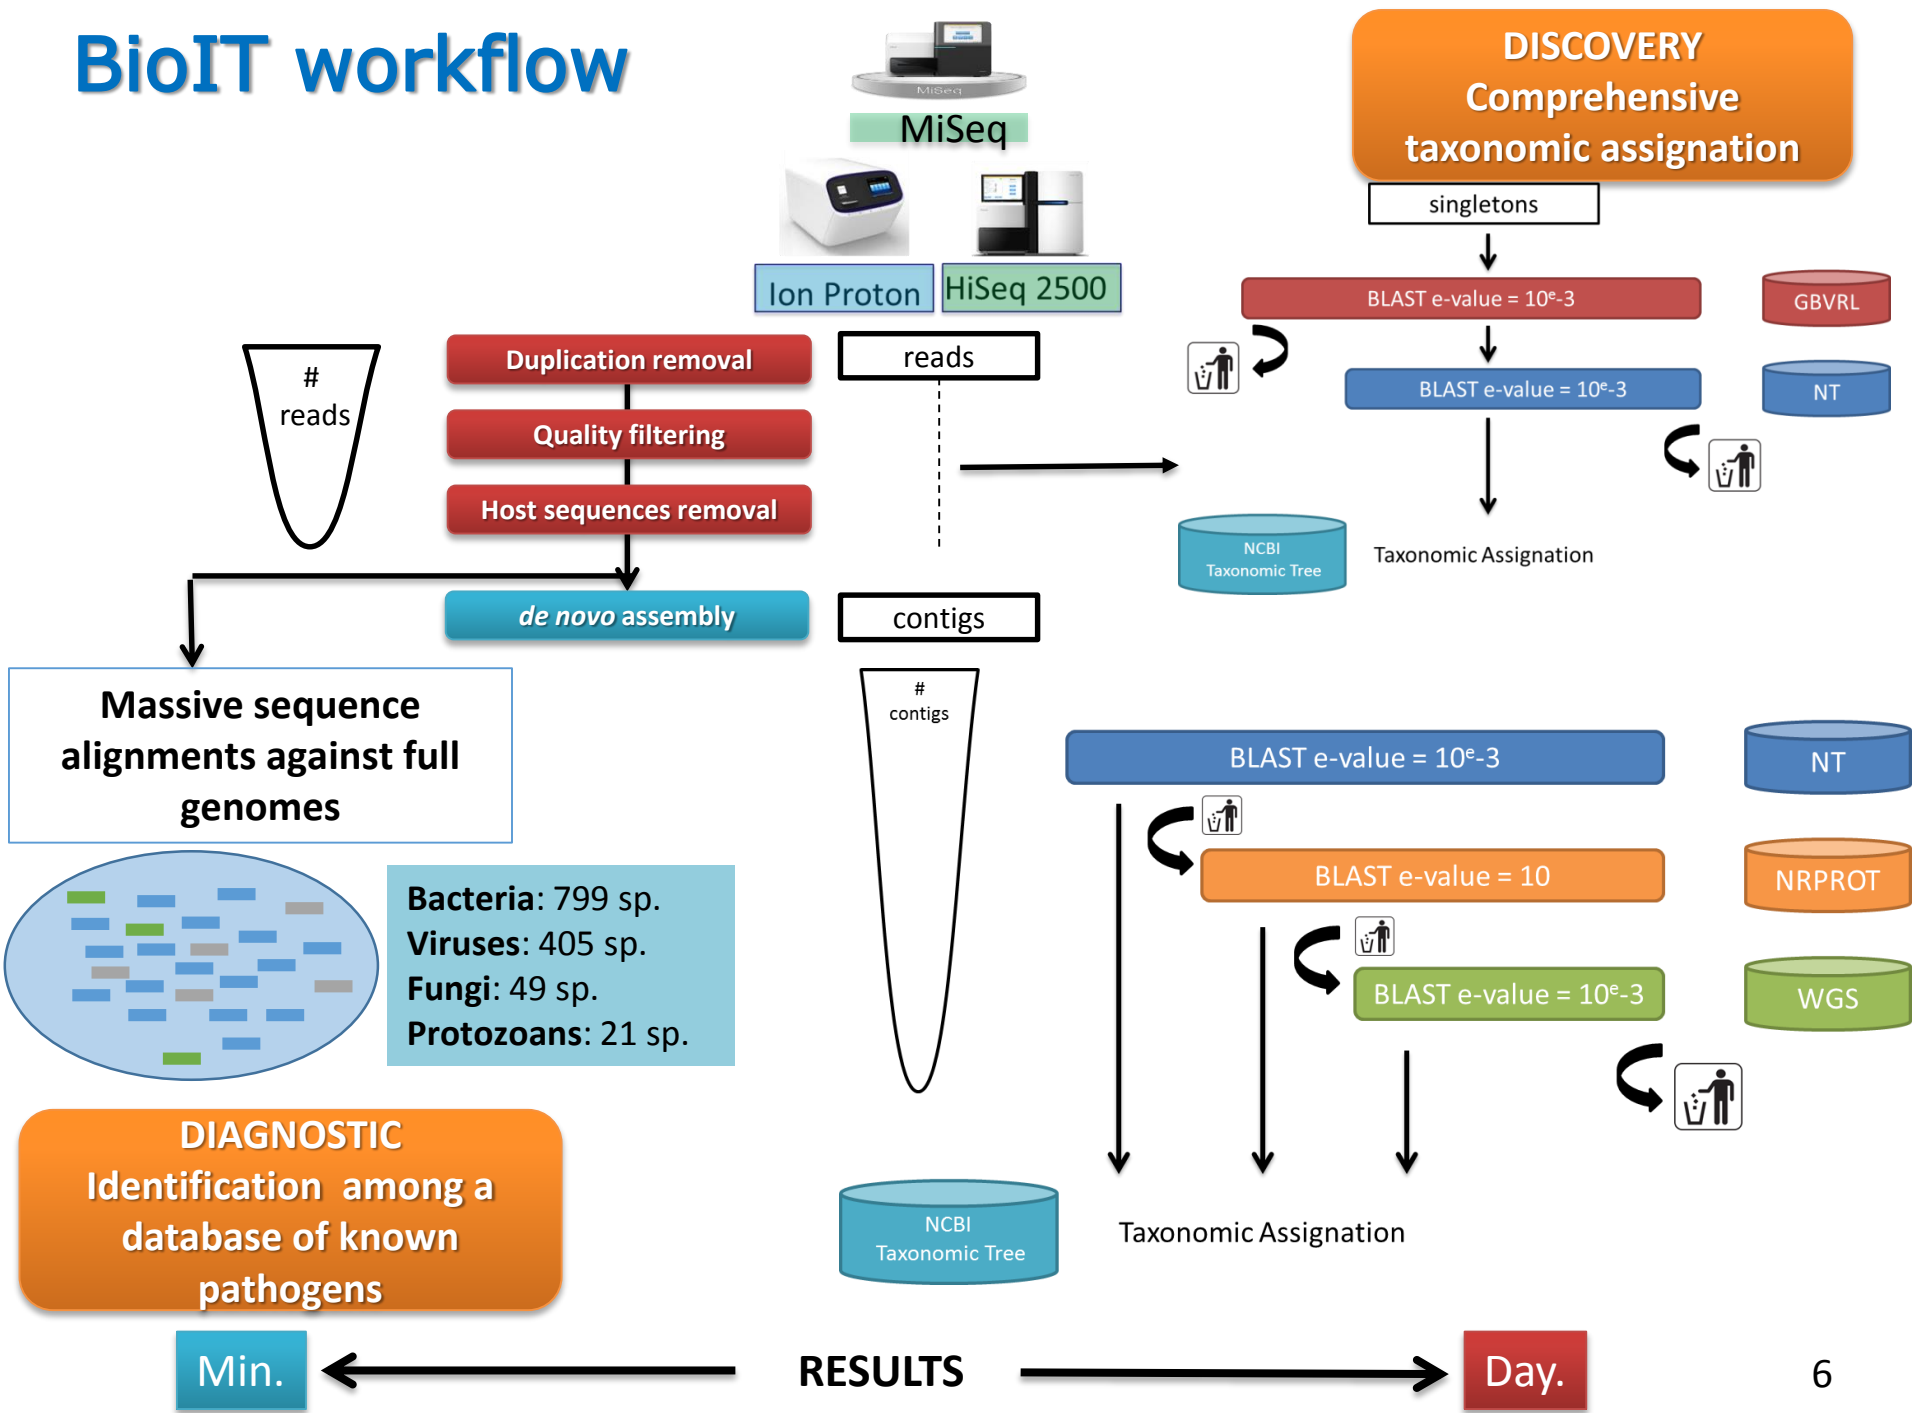 BioIT workflow
MiSeq
MiSeq
Ion Proton
HiSeq 2500
DISCOVERY
Comprehensive
taxonomic assignation
singletons
BLAST e-value = 10ᵉ-3
GBVRL
BLAST e-value = 10ᵉ-3
NT
NCBI
Taxonomic Tree
Taxonomic Assignation
#
reads
Duplication removal
reads
Quality filtering
Host sequences removal
de novo assembly
contigs
Massive sequence
alignments against full
genomes
Bacteria: 799 sp.
Viruses: 405 sp.
Fungi: 49 sp.
Protozoans: 21 sp.
#
contigs
BLAST e-value = 10ᵉ-3
NT
BLAST e-value = 10
NRPROT
BLAST e-value = 10ᵉ-3
WGS
NCBI
Taxonomic Tree
Taxonomic Assignation
DIAGNOSTIC
Identification among a
database of known
pathogens
Min.
RESULTS
Day.
6